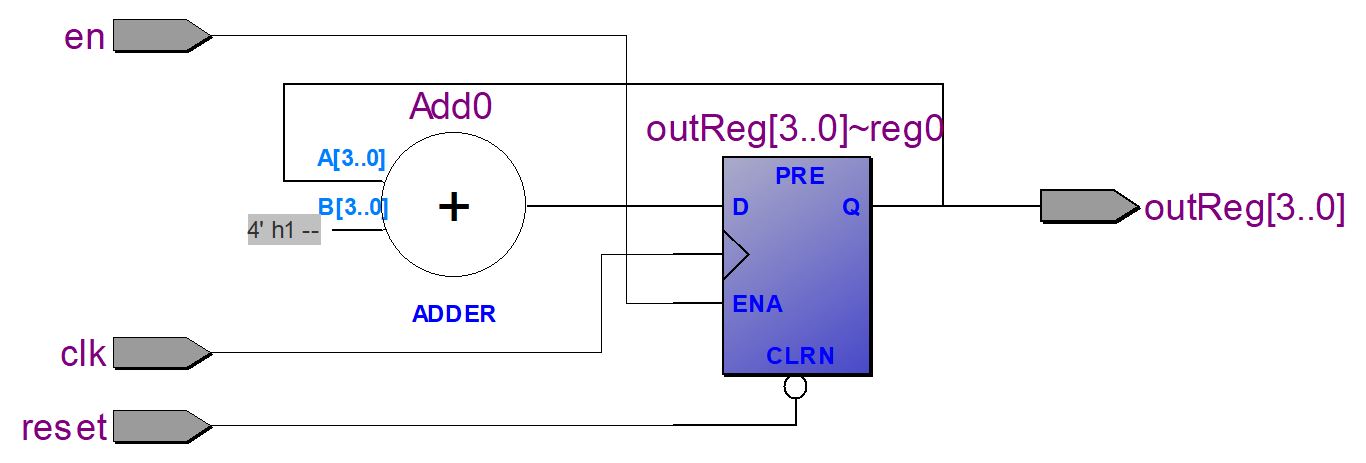 en
Add0
outReg[3..0]~reg0
A[3..0]
PRE
B[3..0]
+
D
Q
outReg[3..0]
4' h1 --
ENA
ADDER
clk
CLRN
reset